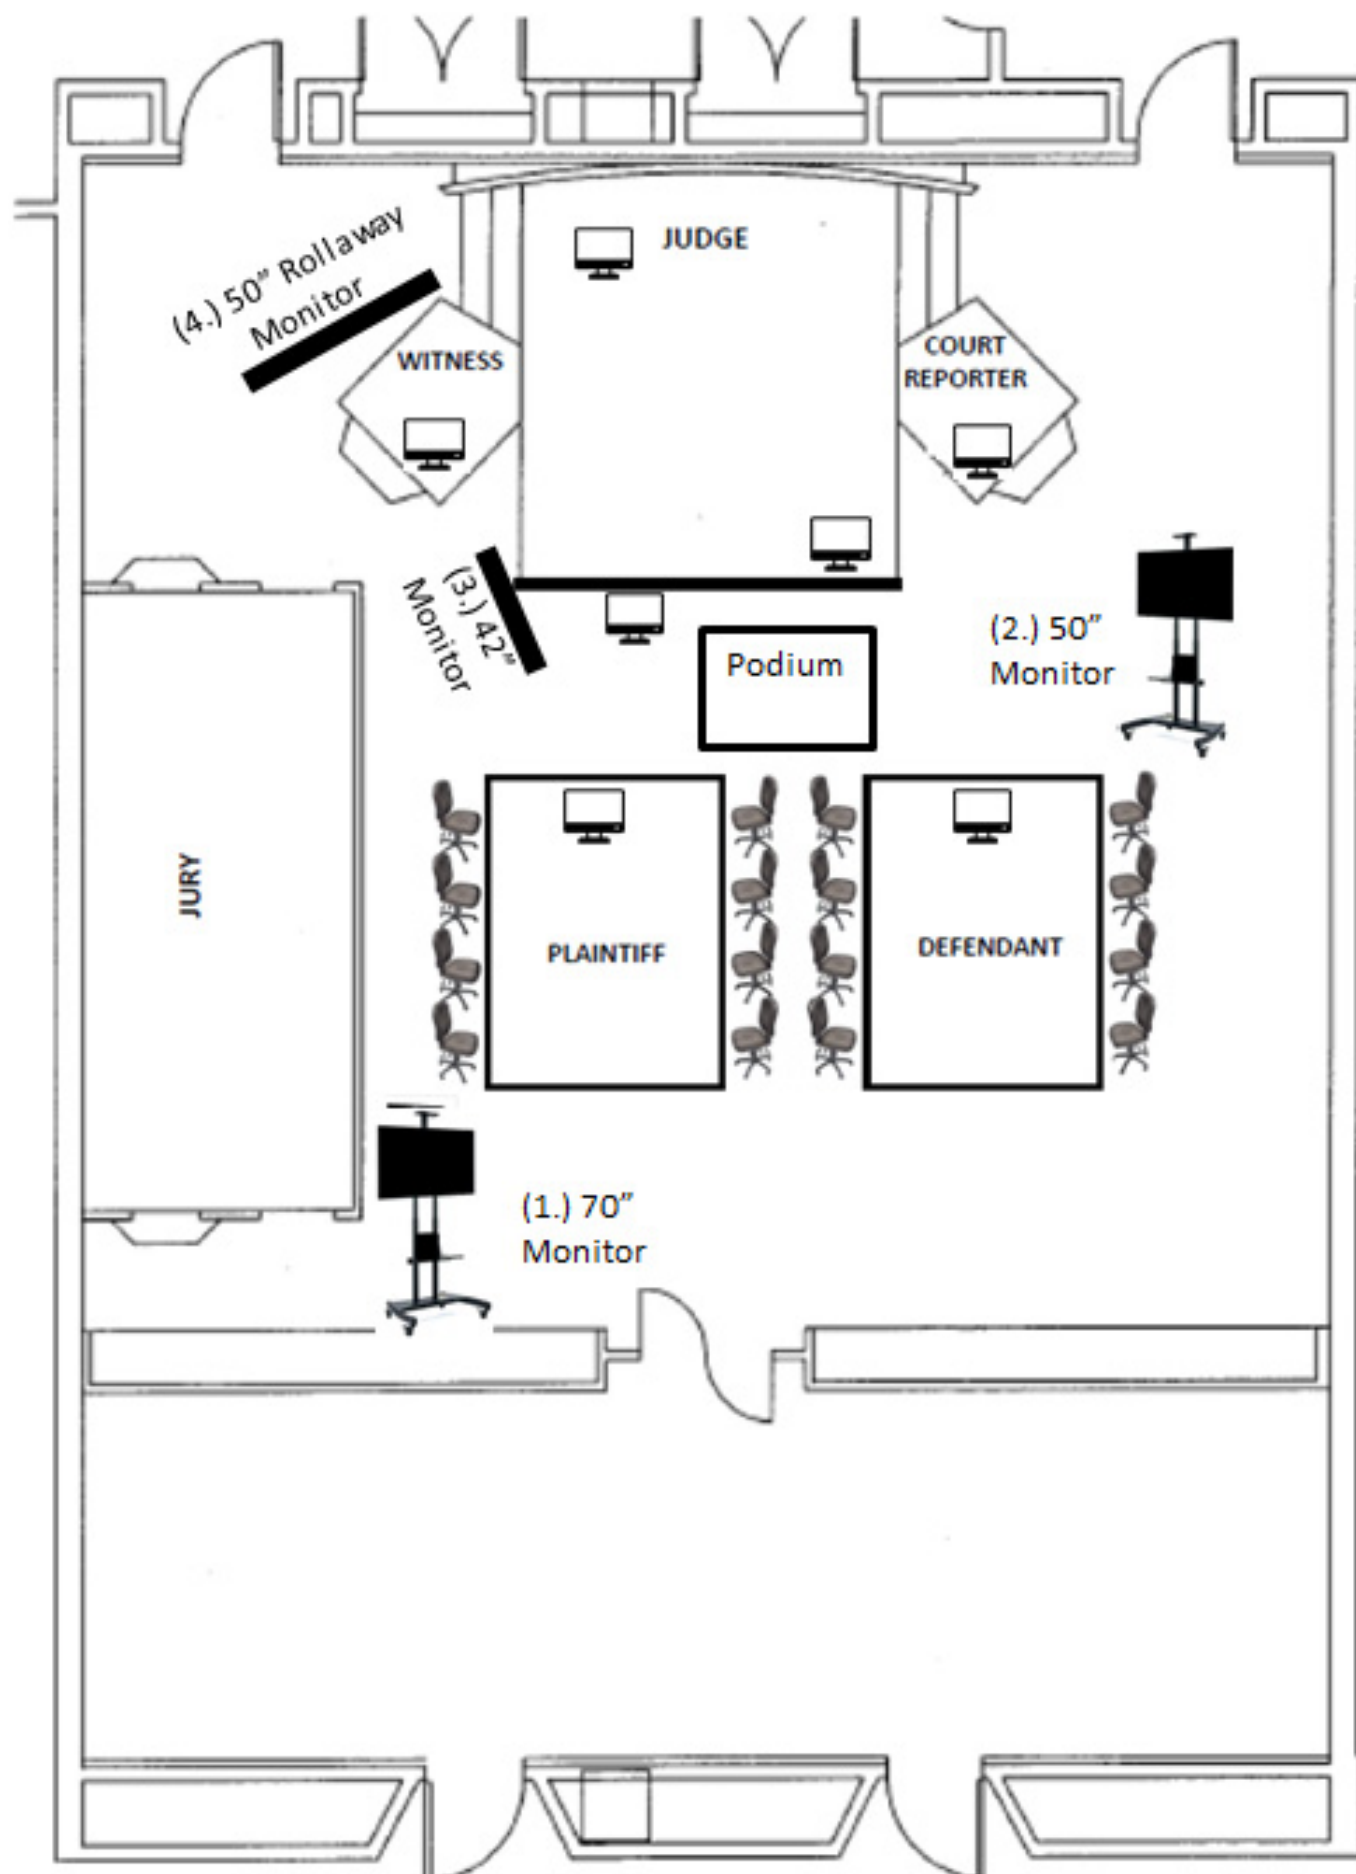 JUDGE
(4.) 50” Rollaway
Monitor
WITNESS
COURT
REPORTER
(3.) 42”
Monitor
(2.) 50”
Monitor
Podium
JURY
PLAINTIFF
DEFENDANT
(1.) 70”
Monitor